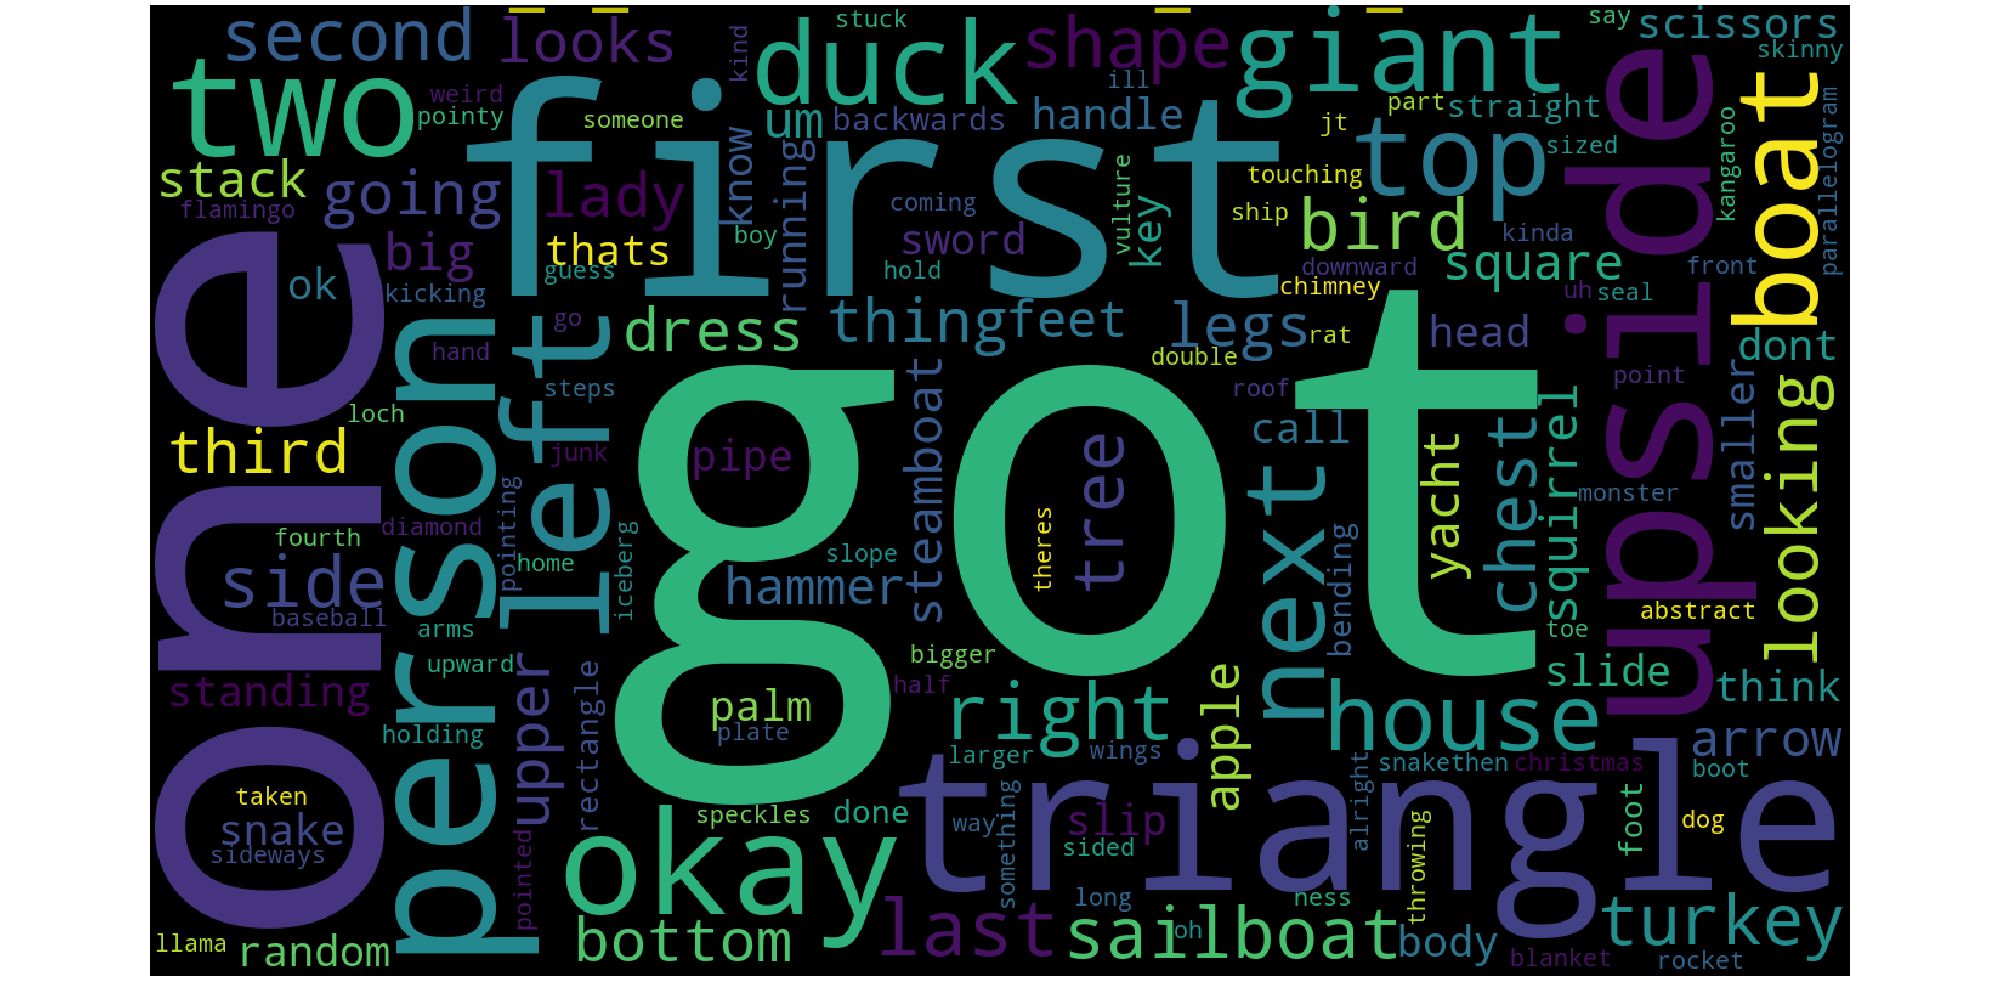 stuck
say
second
looks
kind
duck
shape
giant
scissors
skinny
two
weird
pointy
first
someone
um
backwards
ill
handle
part
straight
jt
upside
boat
kangaroo
parallelogram
stack
going
flamingo
lady
know
running
coming
vulture
key
touching
top
sized
ship
bird
kinda
one
big
thats
boy
sword
hold
downward
square
front
ok
kicking
guess
chimney
uh
seal
person
left
go
dress
thing
feet
legs
rat
head
dont
hand
steps
steamboat
double
roof
point
smaller
looking
loch
got
call
third
junk
pipe
tree
next
yacht
chest
squirrel
monster
fourth
diamond
pointing
home
iceberg
slope
theres
bending
side
baseball
hammer
abstract
arms
toe
upward
upper
rectangle
bigger
half
slide
think
standing
palm
right
apple
house
holding
plate
larger
wings
arrow
triangle
alright
snakethen
christmas
boot
taken
snake
sideways
speckles
done
way
something
slip
sided
throwing
foot
dog
pointed
okay
long
ness
llama
random
bottom
last
sailboat
oh
body
turkey
blanket
rocket